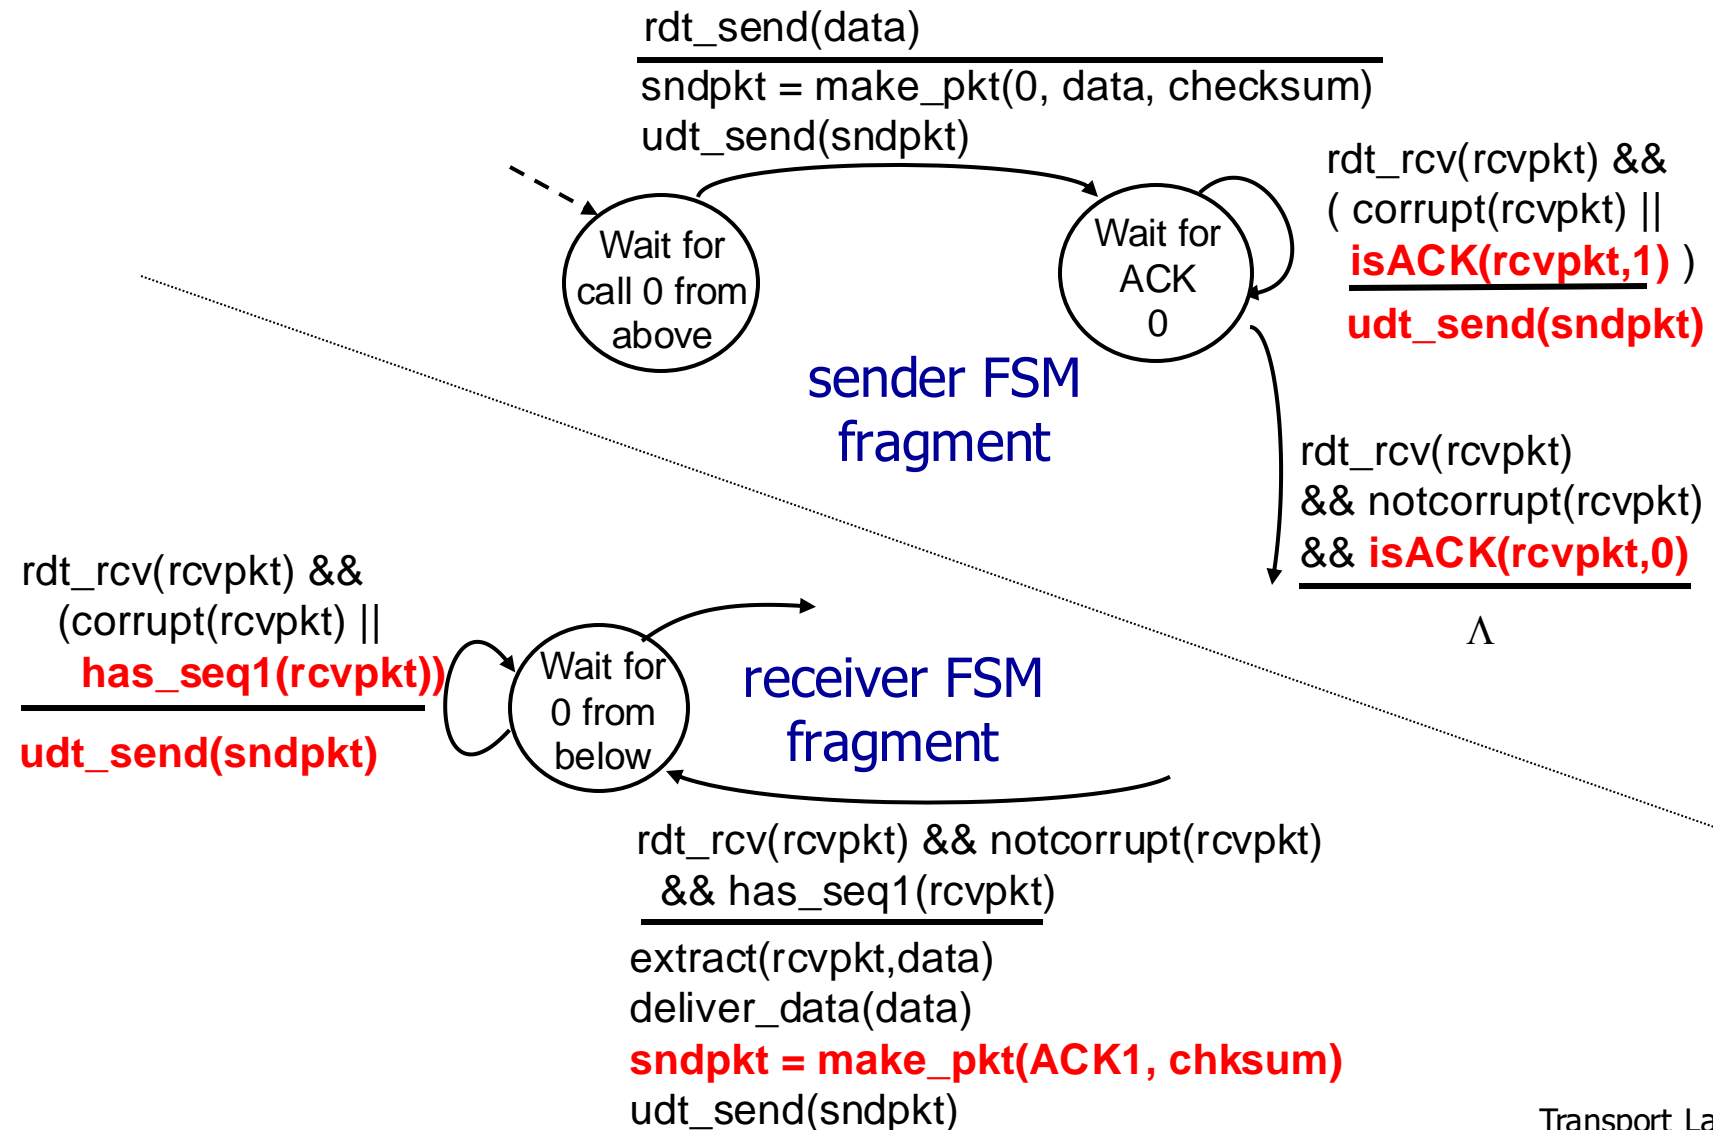 rdt_send(data)
sndpkt = make_pkt(0, data, checksum)
udt_send(sndpkt)
Wait for
call 0 from
above
Wait for
ACK
0
rdt_rcv(rcvpkt) &&
( corrupt(rcvpkt) ||
isACK(rcvpkt,1) )
udt_send(sndpkt)
sender FSM
fragment
rdt_rcv(rcvpkt)
&& notcorrupt(rcvpkt)
&& isACK(rcvpkt,0)
Λ
rdt_rcv(rcvpkt) &&
(corrupt(rcvpkt) ||
has_seq1(rcvpkt))
udt_send(sndpkt)
Wait for
0 from
below
receiver FSM
fragment
rdt_rcv(rcvpkt) && notcorrupt(rcvpkt)
&& has_seq1(rcvpkt)
extract(rcvpkt,data)
deliver_data(data)
sndpkt = make_pkt(ACK1, chksum)
udt_send(sndpkt)
Transport La